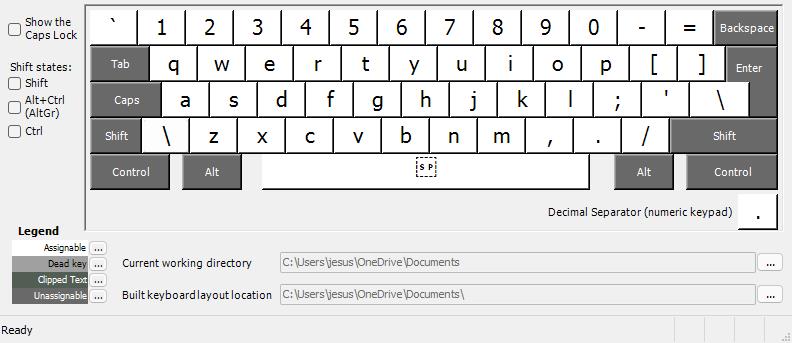 Show the
Caps Lock
Shift states:
Shift
Alt+Ctrl
(AltGr)
Ctrl
` 1 2 3 4 5 6 7 8 9 0 - = Backspace
Tab q w e r t y u i o p [ ] Enter
Caps a s d f g h j k l ; ' \
Shift \ z x c v b n m , . / Shift
Control Alt SP Alt Control
Decimal Separator (numeric keypad) .
Legend
Assignable ...
Dead key ...
Clipped Text ...
Unassignable ...
Current working directory C:\Users\jesus\OneDrive\Documents ...
Built keyboard layout location C:\Users\jesus\OneDrive\Documents\ ...
Ready